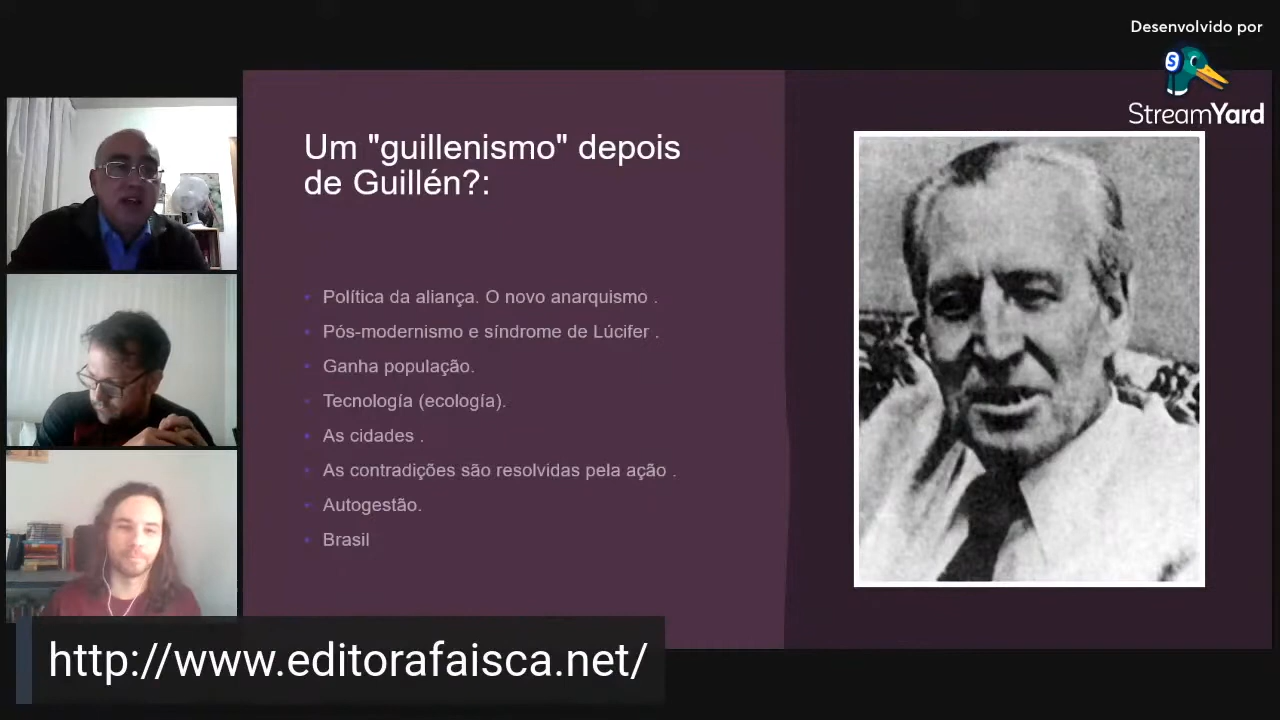 Desenvolvido por
StreamYard
Um "guillenismo" depois
de Guillén?:
Política da aliança. O novo anarquismo .
Pós-modernismo e síndrome de Lúcifer .
Ganha população.
Tecnología (ecología).
As cidades .
As contradições são resolvidas pela ação .
Autogestão.
Brasil
http://www.editorafaisca.net/